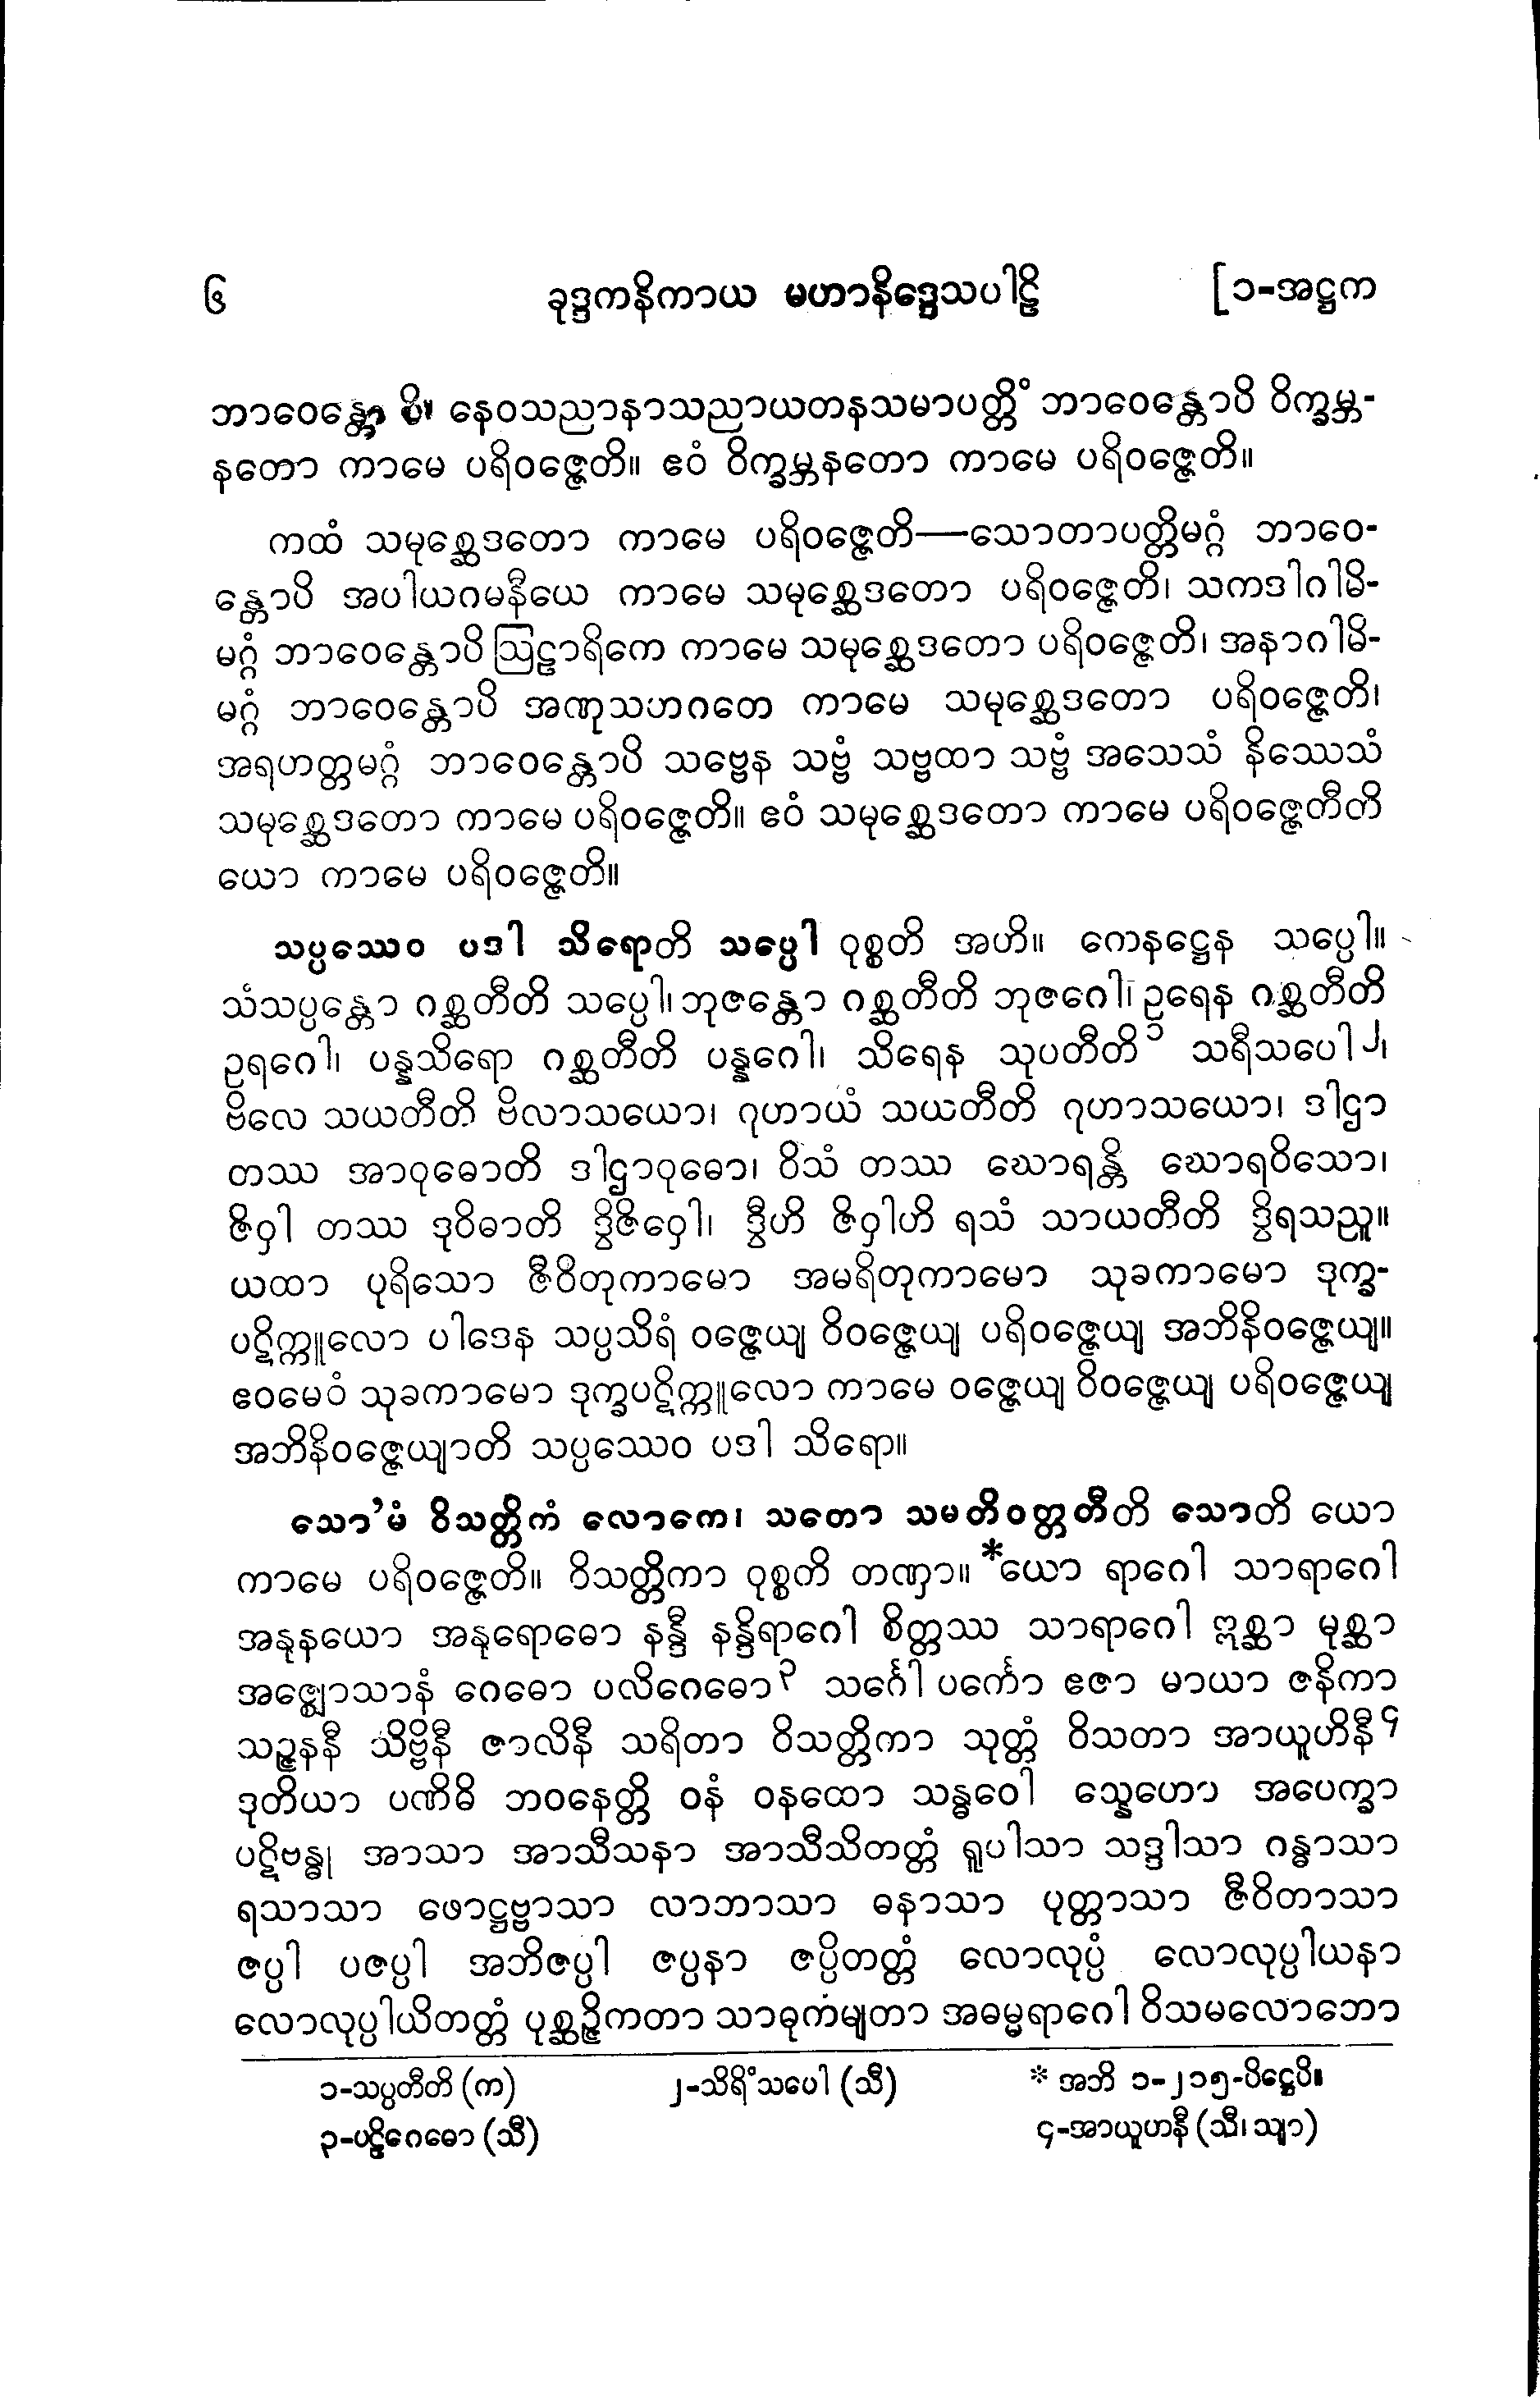 ၆ ခုဒ္ဒကနိကာယ မဟာနိဒ္ဒေသပါဠိ [၁-အဋ္ဌက
ဘာဝေန္တော ပိ။ နေဝသညာနာသညာယတနသမာပတ္တိံ ဘာဝေန္တောပိ ဝိက္ခမ္ဘ-
နတော ကာမေ ပရိဝဇ္ဇေတိ။ ဧဝံ ဝိက္ခမ္ဘနတော ကာမေ ပရိဝဇ္ဇေတိ။
ကထံ သမုစ္ဆေဒတော ကာမေ ပရိဝဇ္ဇေတိ—သောတာပတ္တိမဂ္ဂံ ဘာဝေ-
န္တောပိ အပါယဂမနီယေ ကာမေ သမုစ္ဆေဒတော ပရိဝဇ္ဇေတိ၊ သကဒါဂါမိ-
မဂ္ဂံ ဘာဝေန္တောပိ ဩဠာရိကေ ကာမေ သမုစ္ဆေဒတော ပရိဝဇ္ဇေတိ၊ အနာဂါမိ-
မဂ္ဂံ ဘာဝေန္တောပိ အဏုသဟဂတေ ကာမေ သမုစ္ဆေဒတော ပရိဝဇ္ဇေတိ၊
အရဟတ္တမဂ္ဂံ ဘာဝေန္တောပိ သဗ္ဗေန သဗ္ဗံ သဗ္ဗထာ သဗ္ဗံ အသေသံ နိဿေသံ
သမုစ္ဆေဒတော ကာမေ ပရိဝဇ္ဇေတိ။ ဧဝံ သမုစ္ဆေဒတော ကာမေ ပရိဝဇ္ဇေတီတိ
ယော ကာမေ ပရိဝဇ္ဇေတိ။
သပ္ပဿေဝ ပဒါ သိရောတိ သပ္ပေါ ဝုစ္စတိ အဟိ။ ကေနဋ္ဌေန သပ္ပေါ။
သံသပ္ပန္တော ဂစ္ဆတီတိ သပ္ပေါ၊ ဘုဇန္တော ဂစ္ဆတီတိ ဘုဇဂေါ၊ ဥရေန ဂစ္ဆတီတိ
ဥရဂေါ၊ ပန္နသိရော ဂစ္ဆတီတိ ပန္နဂေါ၊ သိရေန သုပတီတိ၁ သရီသပေါ၂၊
ဗိလေ သယတီတိ ဗိလာသယော၊ ဂုဟာယံ သယတီတိ ဂုဟာသယော၊ ဒါဌာ
တဿ အာဝုဓောတိ ဒါဌာဝုဓော၊ ဝိသံ တဿ ဃောရန္တိ ဃောရဝိသော၊
ဇိဝှါ တဿ ဒုဝိဓာတိ ဒွိဇိဝှေါ၊ ဒွီဟိ ဇိဝှါဟိ ရသံ သာယတီတိ ဒွိရသညူ။
ယထာ ပုရိသော ဇီဝိတုကာမော အမရိတုကာမော သုခကာမော ဒုက္ခ-
ပဋိက္ကူလော ပါဒေန သပ္ပသိရံ ဝဇ္ဇေယျ ဝိဝဇ္ဇေယျ ပရိဝဇ္ဇေယျ အဘိနိဝဇ္ဇေယျ။
ဧဝမေဝံ သုခကာမော ဒုက္ခပဋိက္ကူလော ကာမေ ဝဇ္ဇေယျ ဝိဝဇ္ဇေယျ ပရိဝဇ္ဇေယျ
အဘိနိဝဇ္ဇေယျာတိ သပ္ပဿေဝ ပဒါ သိရော။
သော'မံ ဝိသတ္တိကံ လောကေ၊ သတော သမတိဝတ္တတီတိ သောတိ ယော
ကာမေ ပရိဝဇ္ဇေတိ။ ဝိသတ္တိကာ ဝုစ္စတိ တဏှာ။ *ယော ရာဂေါ သာရာဂေါ
အနုနယော အနုရောဓော နန္ဒီ နန္ဒိရာဂေါ စိတ္တဿ သာရာဂေါ ဣစ္ဆာ မုစ္ဆာ
အဇ္ဈောသာနံ ဂေဓော ပလိဂေဓော၃ သင်္ဂေါ ပင်္ကော ဧဇာ မာယာ ဇနိကာ
သဉ္ဇနနီ သိဗ္ဗိနီ ဇာလိနီ သရိတာ ဝိသတ္တိကာ သုတ္တံ ဝိသတာ အာယူဟိနီ၄
ဒုတိယာ ပဏိဓိ ဘဝနေတ္တိ ဝနံ ဝနထော သန္ထဝေါ သ္နေဟော အပေက္ခာ
ပဋိဗန္ဓု အာသာ အာသီသနာ အာသီသိတတ္တံ ရူပါသာ သဒ္ဒါသာ ဂန္ဓာသာ
ရသာသာ ဖောဋ္ဌဗ္ဗာသာ လာဘာသာ ဓနာသာ ပုတ္တာသာ ဇီဝိတာသာ
ဇပ္ပါ ပဇပ္ပါ အဘိဇပ္ပါ ဇပ္ပနာ ဇပ္ပိတတ္တံ လောလုပ္ပံ လောလုပ္ပါယနာ
လောလုပ္ပါယိတတ္တံ ပုစ္ဆဉ္ဇိကတာ သာဓုကမျတာ အဓမ္မရာဂေါ ဝိသမလောဘော
၁-သပ္ပတီတိ (က) ၂-သိရိံသပေါ (သီ) * အဘိ ၁-၂၁၅-ပိဋ္ဌေပိ။
၃-ပဠိဂေဓော (သီ) ၄-အာယူဟနီ (သီ၊ သျာ)